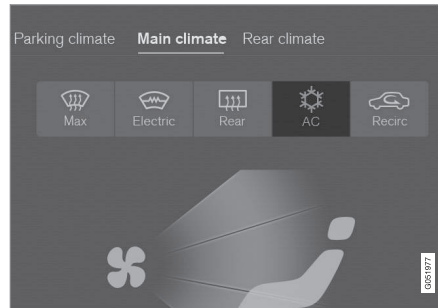 Parking climate Main climate Rear climate
Max Electric Rear AC Recirc
G051977